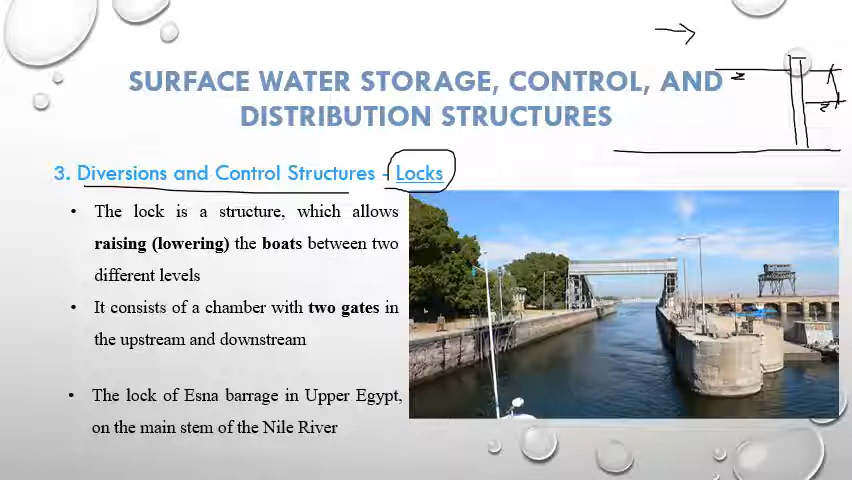 SURFACE WATER STORAGE, CONTROL, AND
DISTRIBUTION STRUCTURES
3. Diversions and Control Structures - Locks
• The lock is a structure, which allows
raising (lowering) the boats between two
different levels
• It consists of a chamber with two gates in
the upstream and downstream
• The lock of Esna barrage in Upper Egypt,
on the main stem of the Nile River